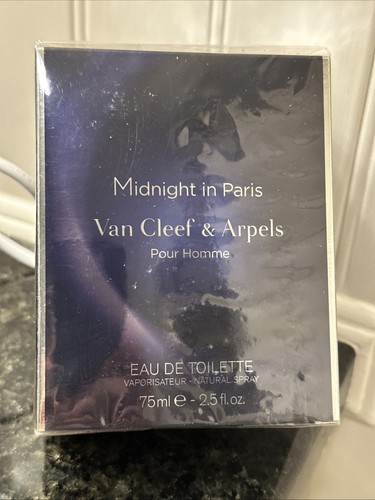 Midnight in Paris
Van Cleef & Arpels
Pour Homme
EAU DE TOILETTE
VAPORISATEUR - NATURAL SPRAY
75ml ℮ - 2.5 fl.oz.